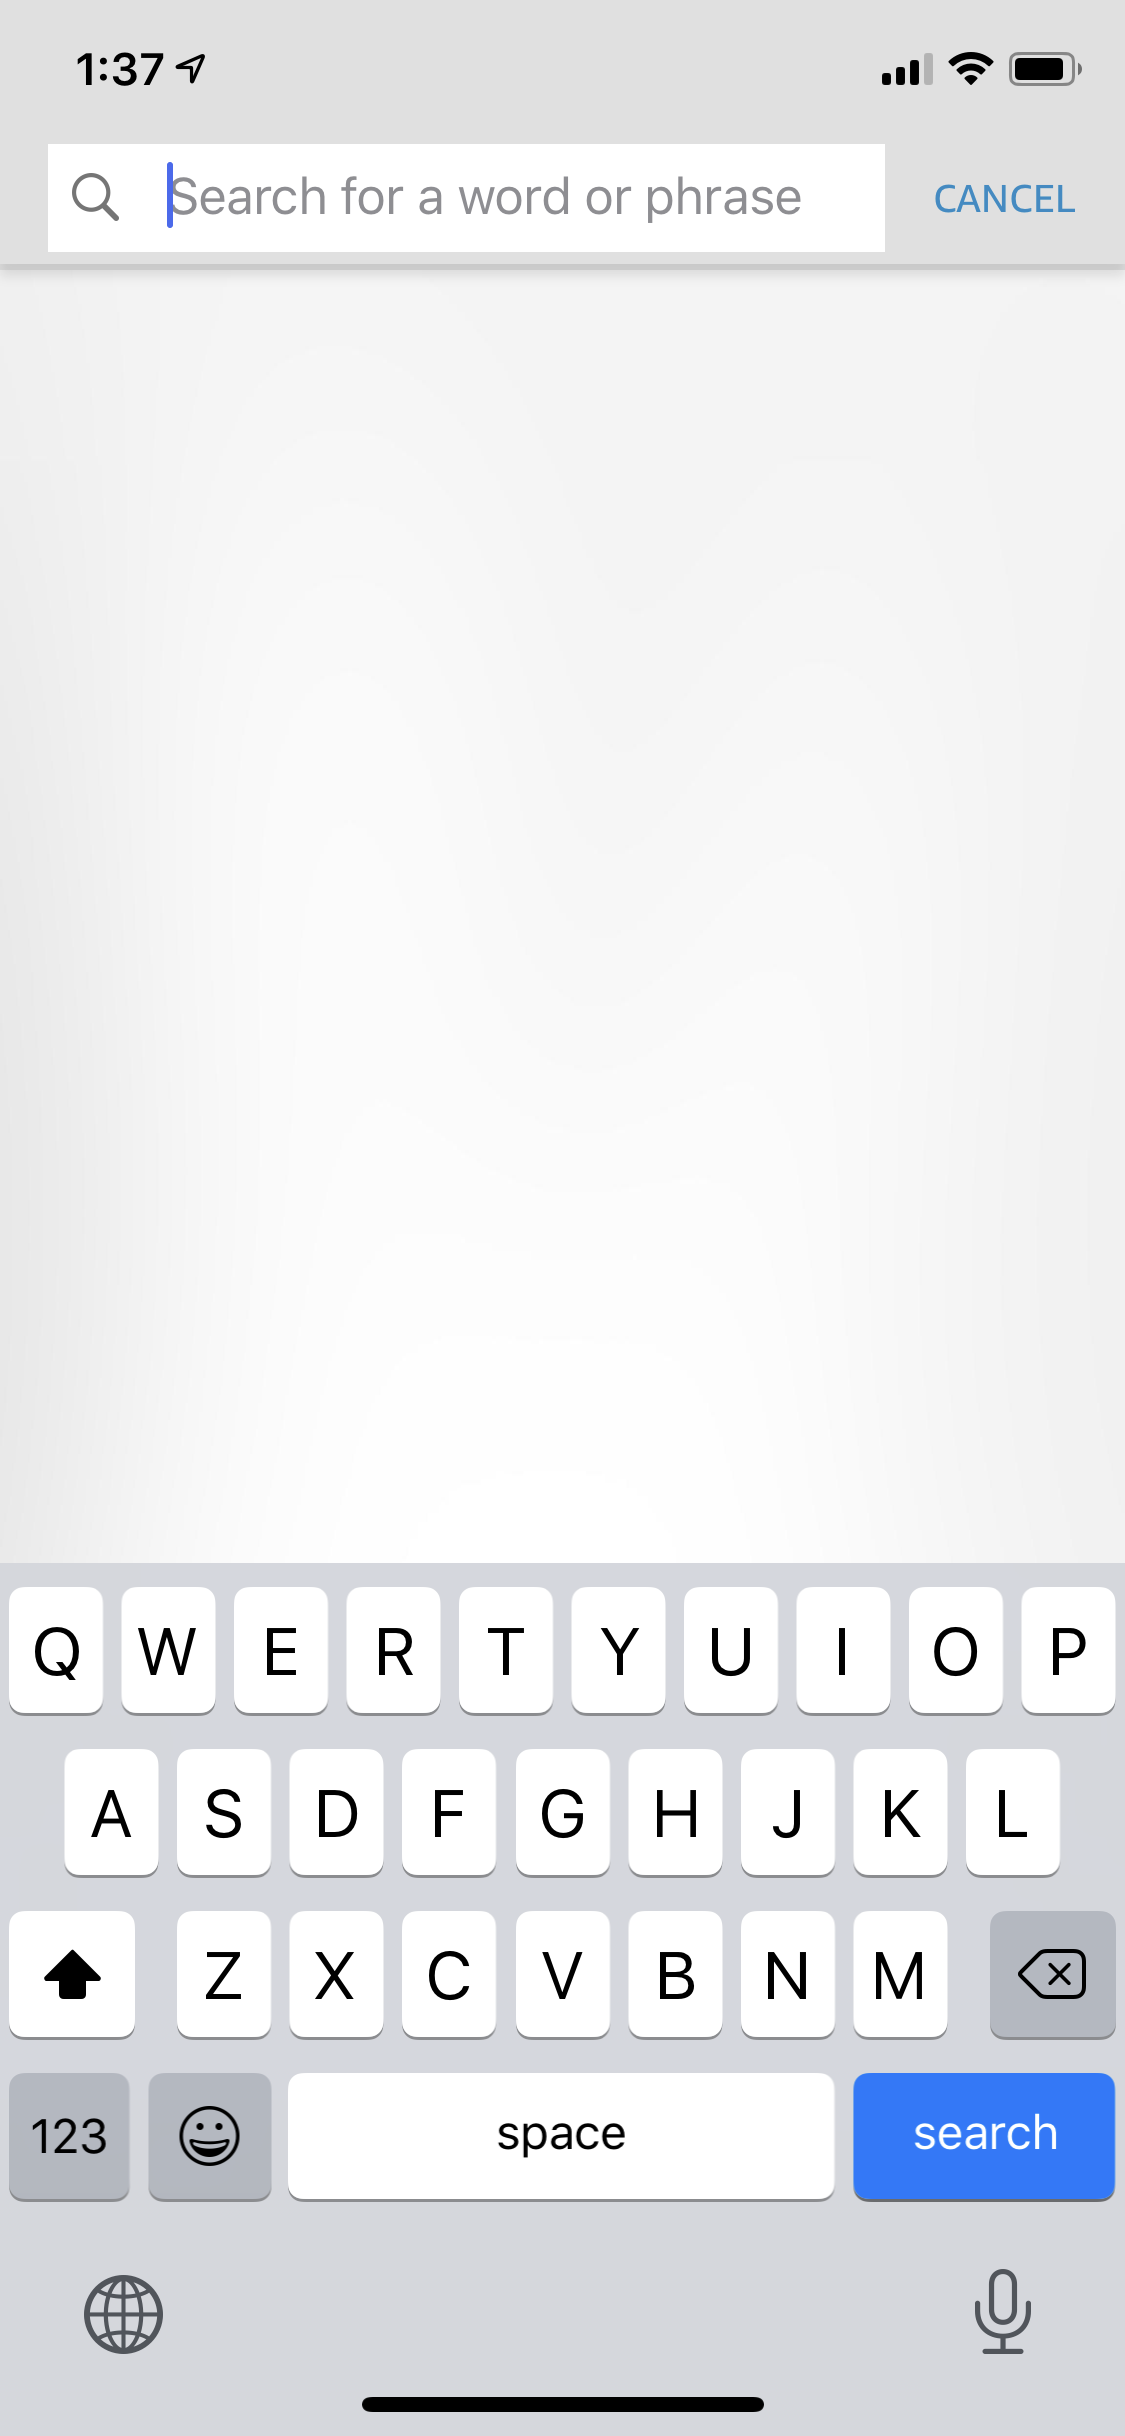 1:37
Search for a word or phrase
CANCEL
Q W E R T Y U I O P
A S D F G H J K L
Z X C V B N M
123 space search